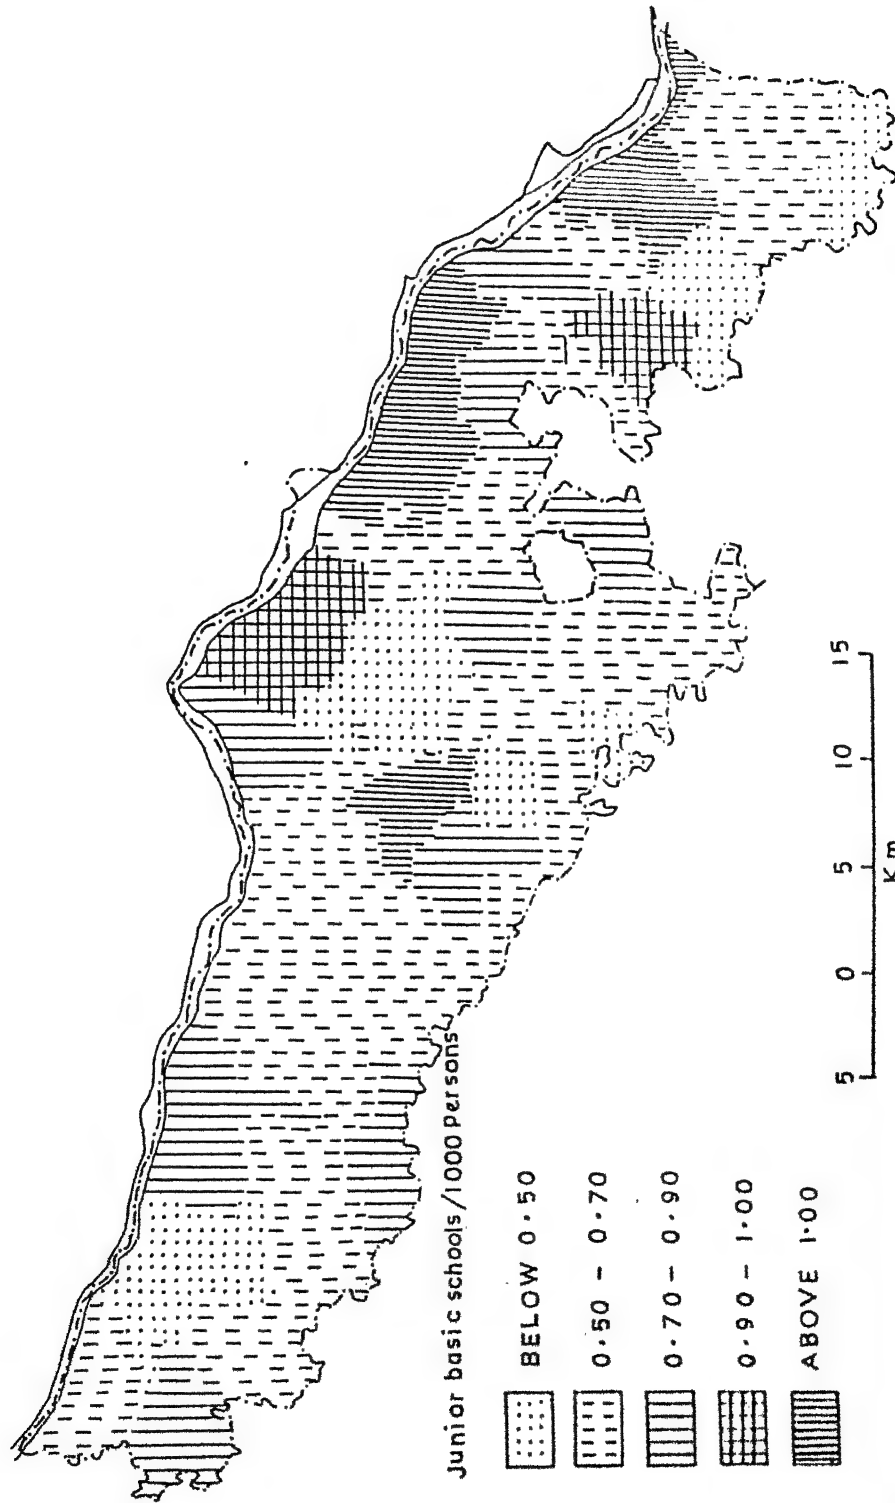 Junior basic schools/1000 Persons
BELOW 0·50
0·50 – 0·70
0·70 – 0·90
0·90 – 1·00
ABOVE 1·00
5 0 5 10 15
Km